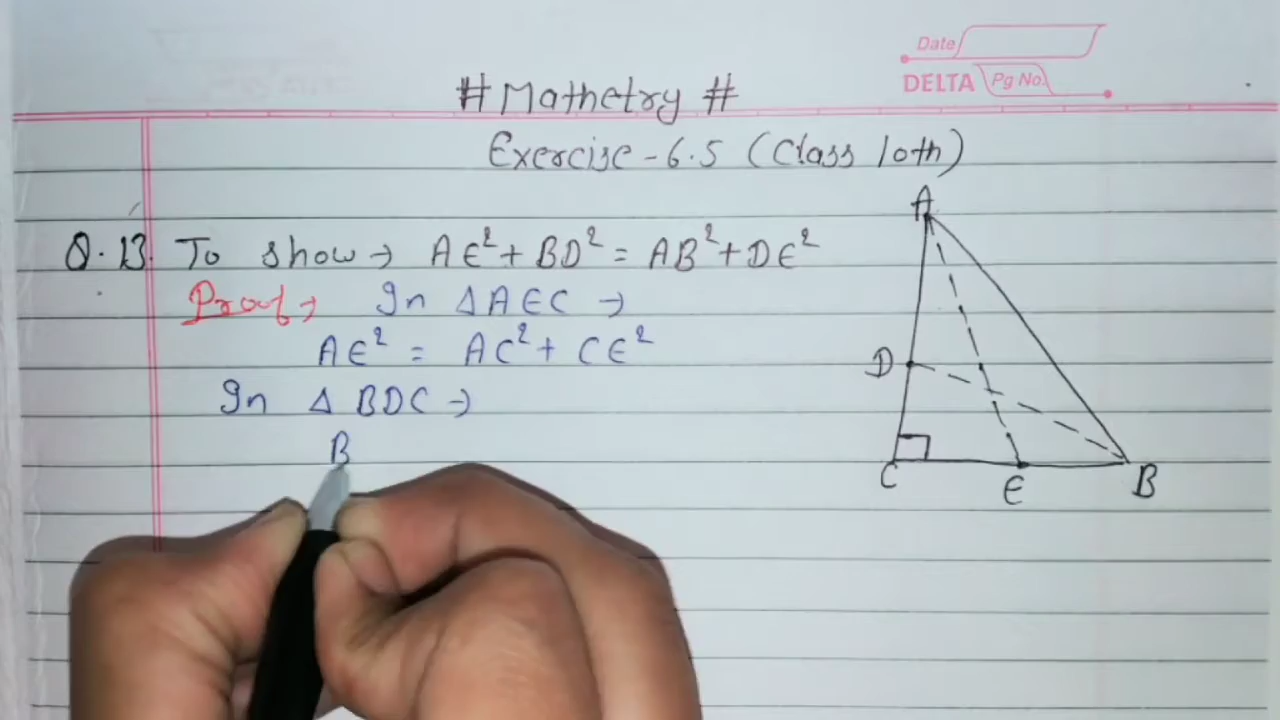 Date
DELTA Pg No.
# Mathetry #
Exercise - 6.5 (Class 10th)
Q.13 To show → AE² + BD² = AB² + DE²
Proof → In ΔAEC →
AE² = AC² + CE²
In Δ BDC →
B
A
D
C
E
B